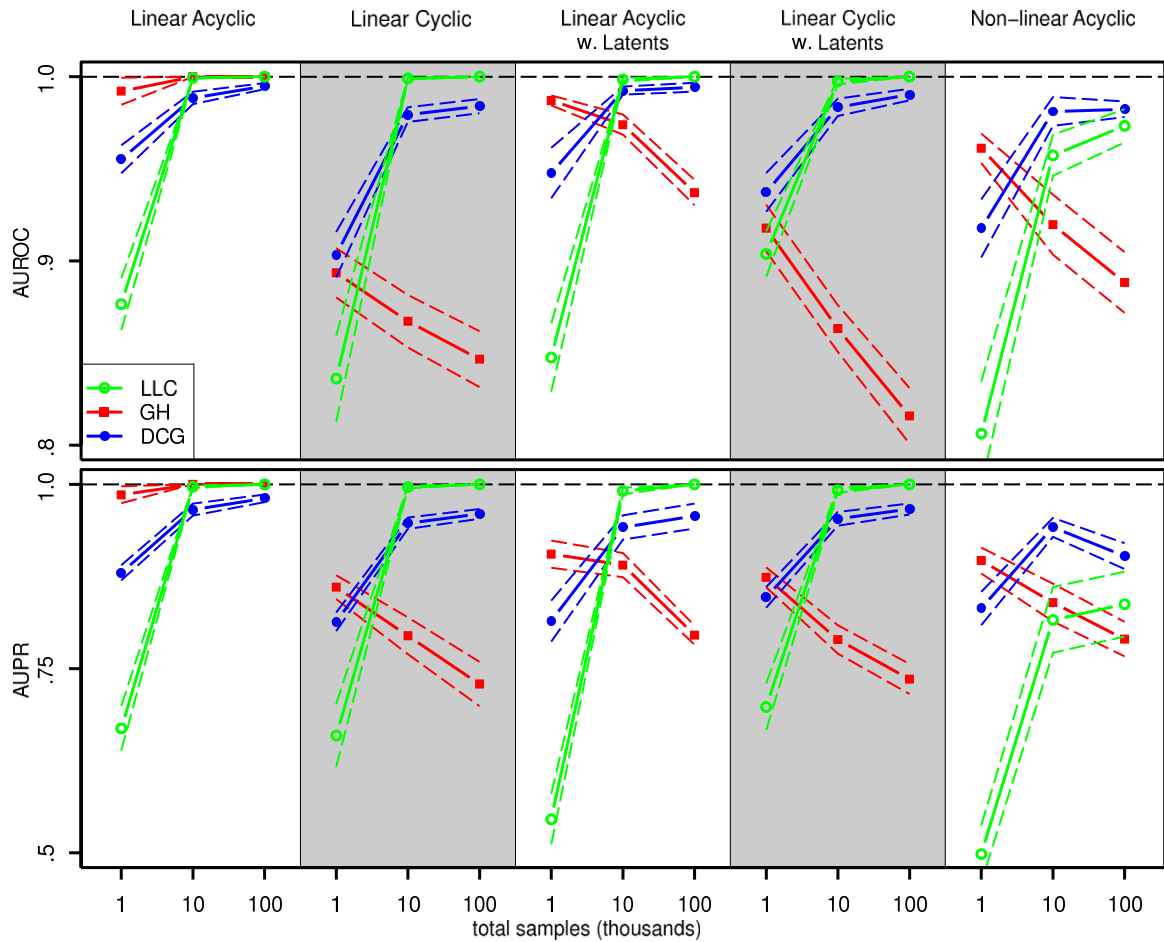 Linear Acyclic
Linear Cyclic
Linear Acyclic
w. Latents
Linear Cyclic
w. Latents
Non−linear Acyclic
AUROC
1.0
.9
.8
LLC
GH
DCG
AUPR
1.0
.75
.5
1 10 100 1 10 100 1 10 100 1 10 100 1 10 100
total samples (thousands)